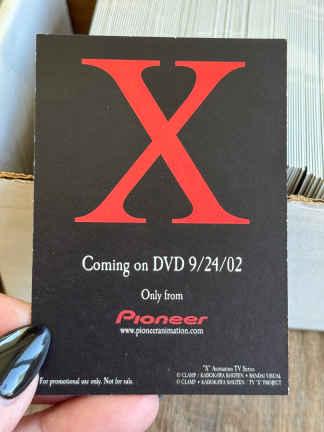 X
Coming on DVD 9/24/02
Only from
Pioneer
www.pioneeranimation.com
"X" Animation TV Series
© CLAMP • KADOKAWA SHOTEN • BANDAI VISUAL
For promotional use only. Not for sale.
© CLAMP • KADOKAWA SHOTEN / TV "X" PROJECT